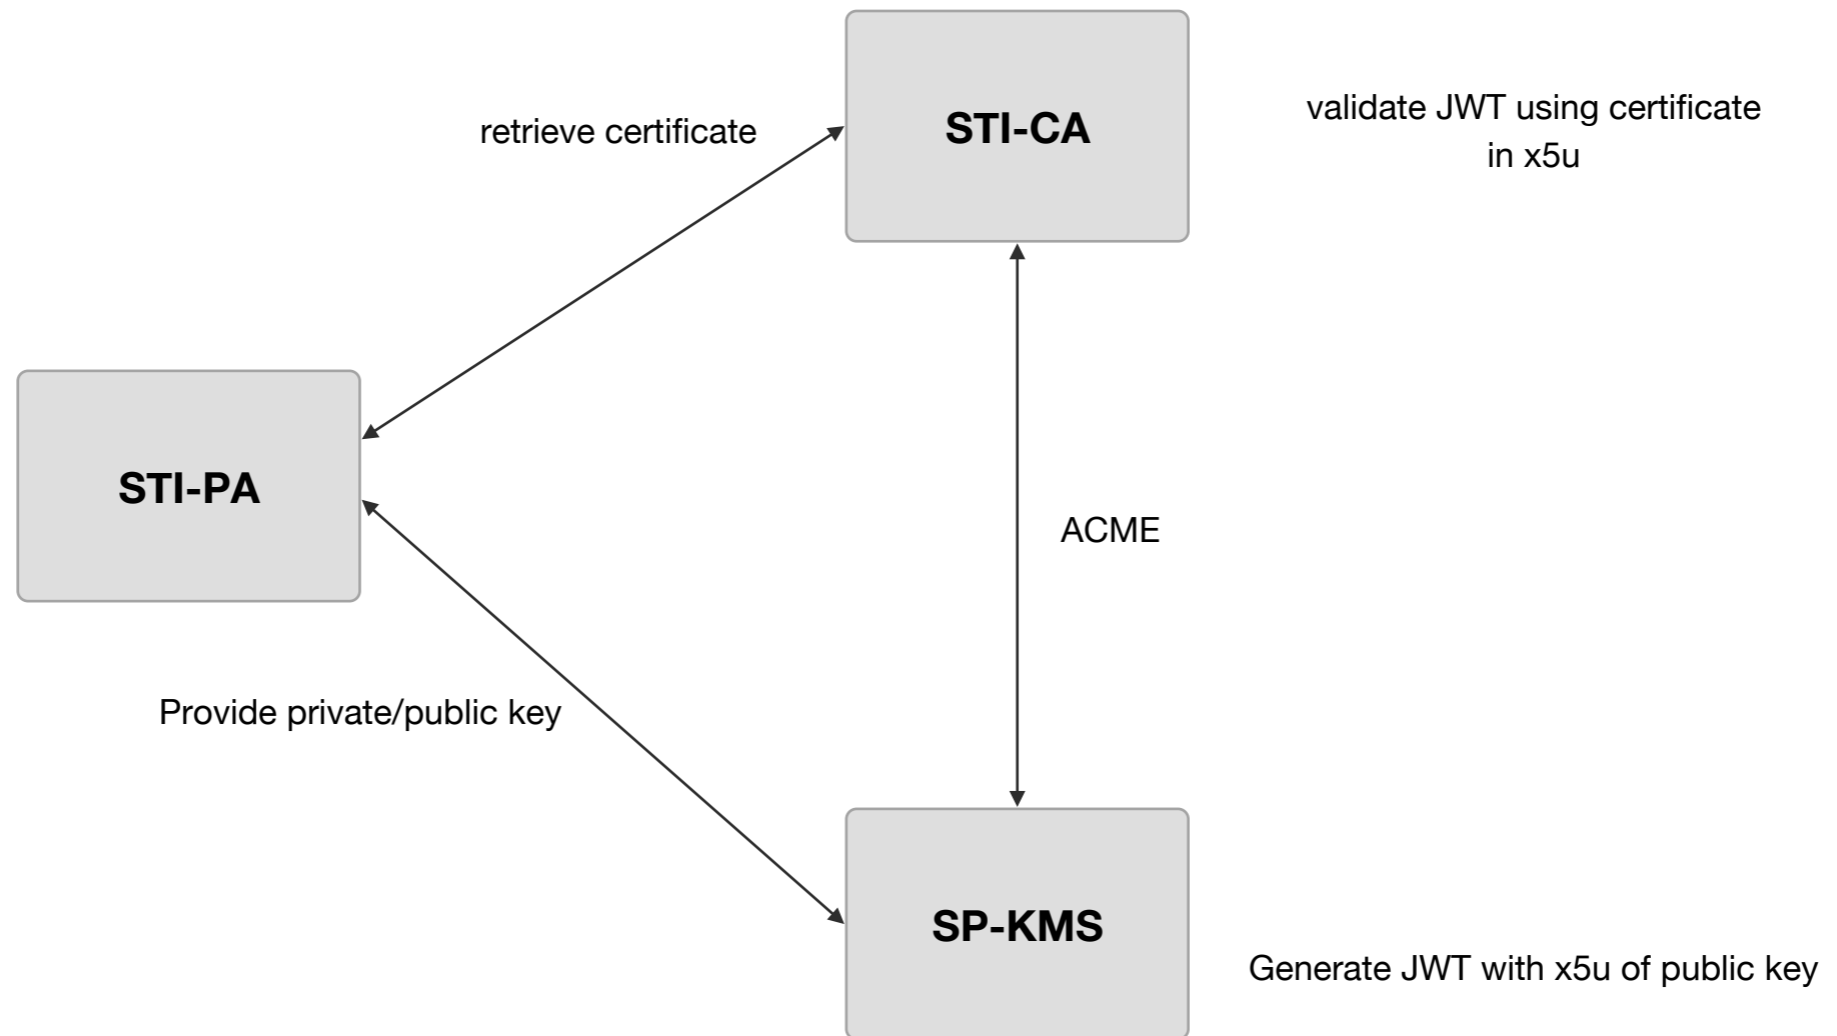 retrieve certificate
STI-CA
validate JWT using certificate
in x5u
STI-PA
ACME
Provide private/public key
SP-KMS
Generate JWT with x5u of public key